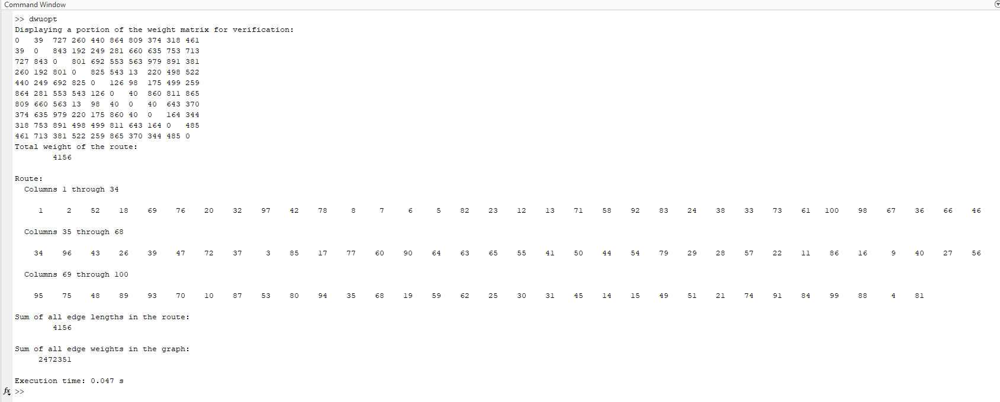 Command Window
>> dwuopt
Displaying a portion of the weight matrix for verification:
0 39 727 260 440 864 809 374 318 461
39 0 843 192 249 281 660 635 753 713
727 843 0 801 692 553 563 979 891 381
260 192 801 0 825 543 13 220 498 522
440 249 692 825 0 126 98 175 499 259
864 281 553 543 126 0 40 860 811 865
809 660 563 13 98 40 0 40 643 370
374 635 979 220 175 860 40 0 164 344
318 753 891 498 499 811 643 164 0 485
461 713 381 522 259 865 370 344 485 0
Total weight of the route:
4156
Route:
Columns 1 through 34
1 2 52 18 69 76 20 32 97 42 78 8 7 6 5 82 23 12 13 71 58 92 83 24 38 33 73 61 100 98 67 36 66 46
Columns 35 through 68
34 96 43 26 39 47 72 37 3 85 17 77 60 90 64 63 65 55 41 50 44 54 79 29 28 57 22 11 86 16 9 40 27 56
Columns 69 through 100
95 75 48 89 93 70 10 87 53 80 94 35 68 19 59 62 25 30 31 45 14 15 49 51 21 74 91 84 99 88 4 81
Sum of all edge lengths in the route:
4156
Sum of all edge weights in the graph:
2472351
Execution time: 0.047 s
fx >>